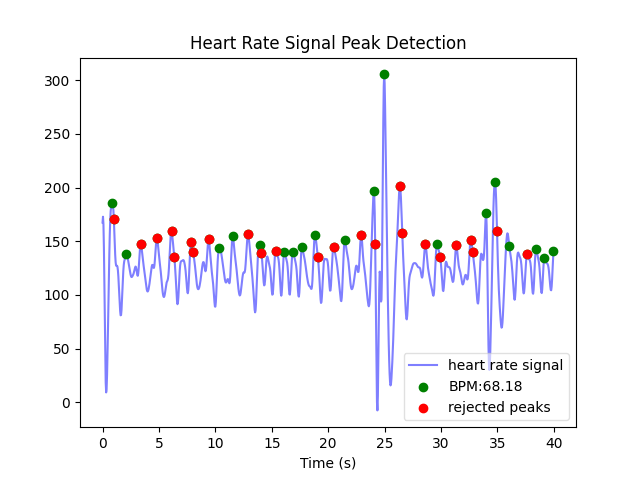 Heart Rate Signal Peak Detection
300
250
200
150
100
50
0
heart rate signal
BPM:68.18
rejected peaks
0 5 10 15 20 25 30 35 40
Time (s)